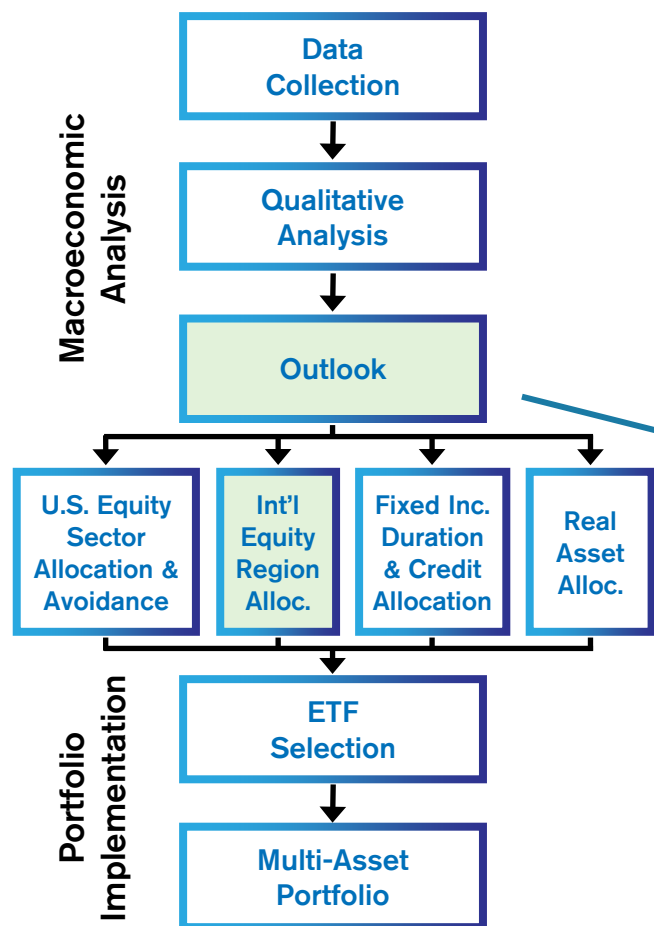 Data
Collection
Macroeconomic
Analysis
Qualitative
Analysis
Outlook
U.S. Equity
Sector
Allocation &
Avoidance
Int'l
Equity
Region
Alloc.
Fixed Inc.
Duration
& Credit
Allocation
Real
Asset
Alloc.
Portfolio
Implementation
ETF
Selection
Multi-Asset
Portfolio